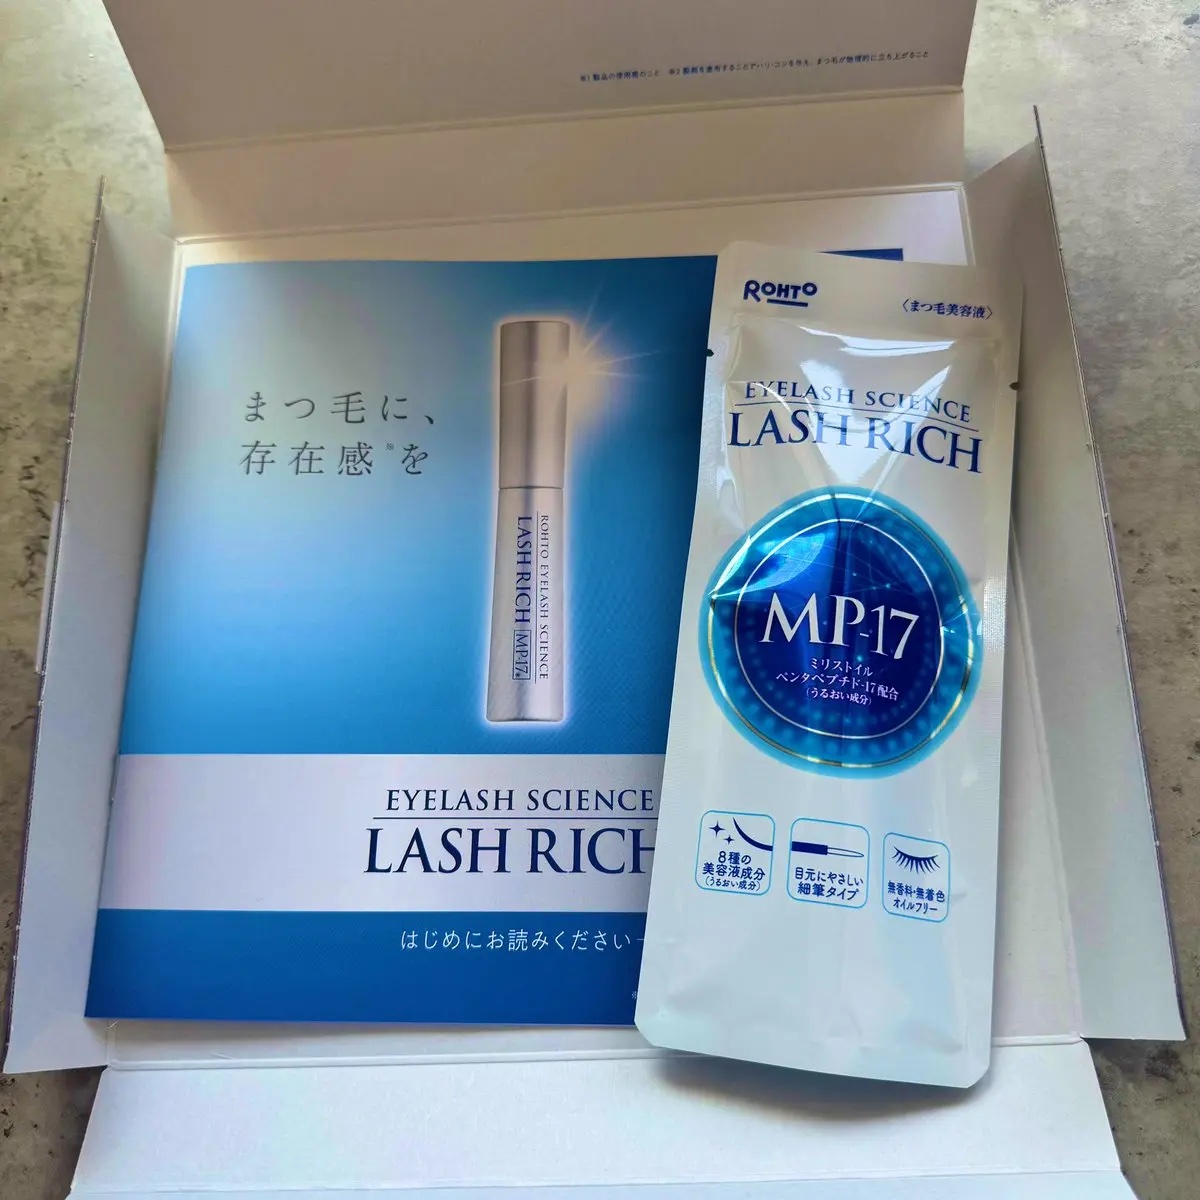 ※1 製品の使用感のこと ※2 製剤を塗布することでハリ・コシを与え、まつ毛が物理的に立ち上がること
まつ毛に、
存在感※を
ROHTO EYELASH SCIENCE
LASH RICH MP-17※
EYELASH SCIENCE
LASH RICH
はじめにお読みください
※
ROHTO
〈まつ毛美容液〉
EYELASH SCIENCE
LASH RICH
MP-17
ミリストイル
ペンタペプチド-17配合
(うるおい成分)
8種の
美容液成分
(うるおい成分)
目元にやさしい
細筆タイプ
無香料・無着色
オイルフリー